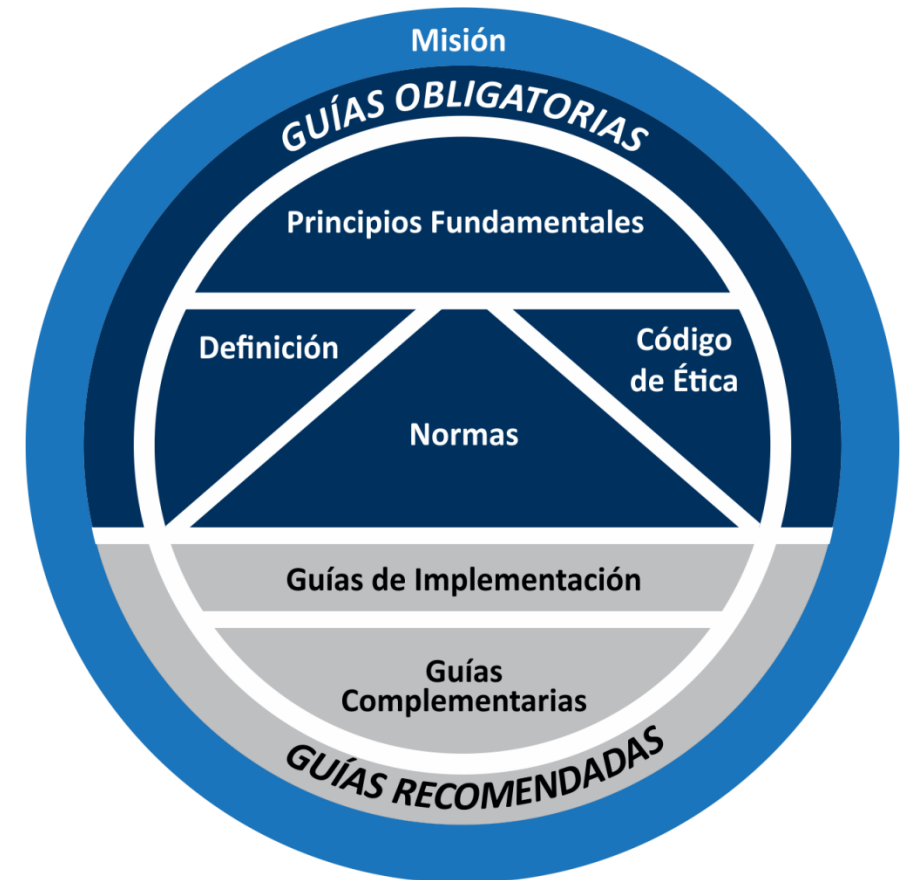 Misión
GUÍAS OBLIGATORIAS
Principios Fundamentales
Definición
Código
de Ética
Normas
Guías de Implementación
Guías
Complementarias
GUÍAS RECOMENDADAS